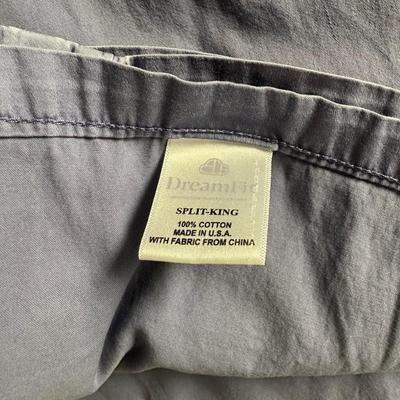 DreamFit
SPLIT-KING
100% COTTON
MADE IN U.S.A.
WITH FABRIC FROM CHINA